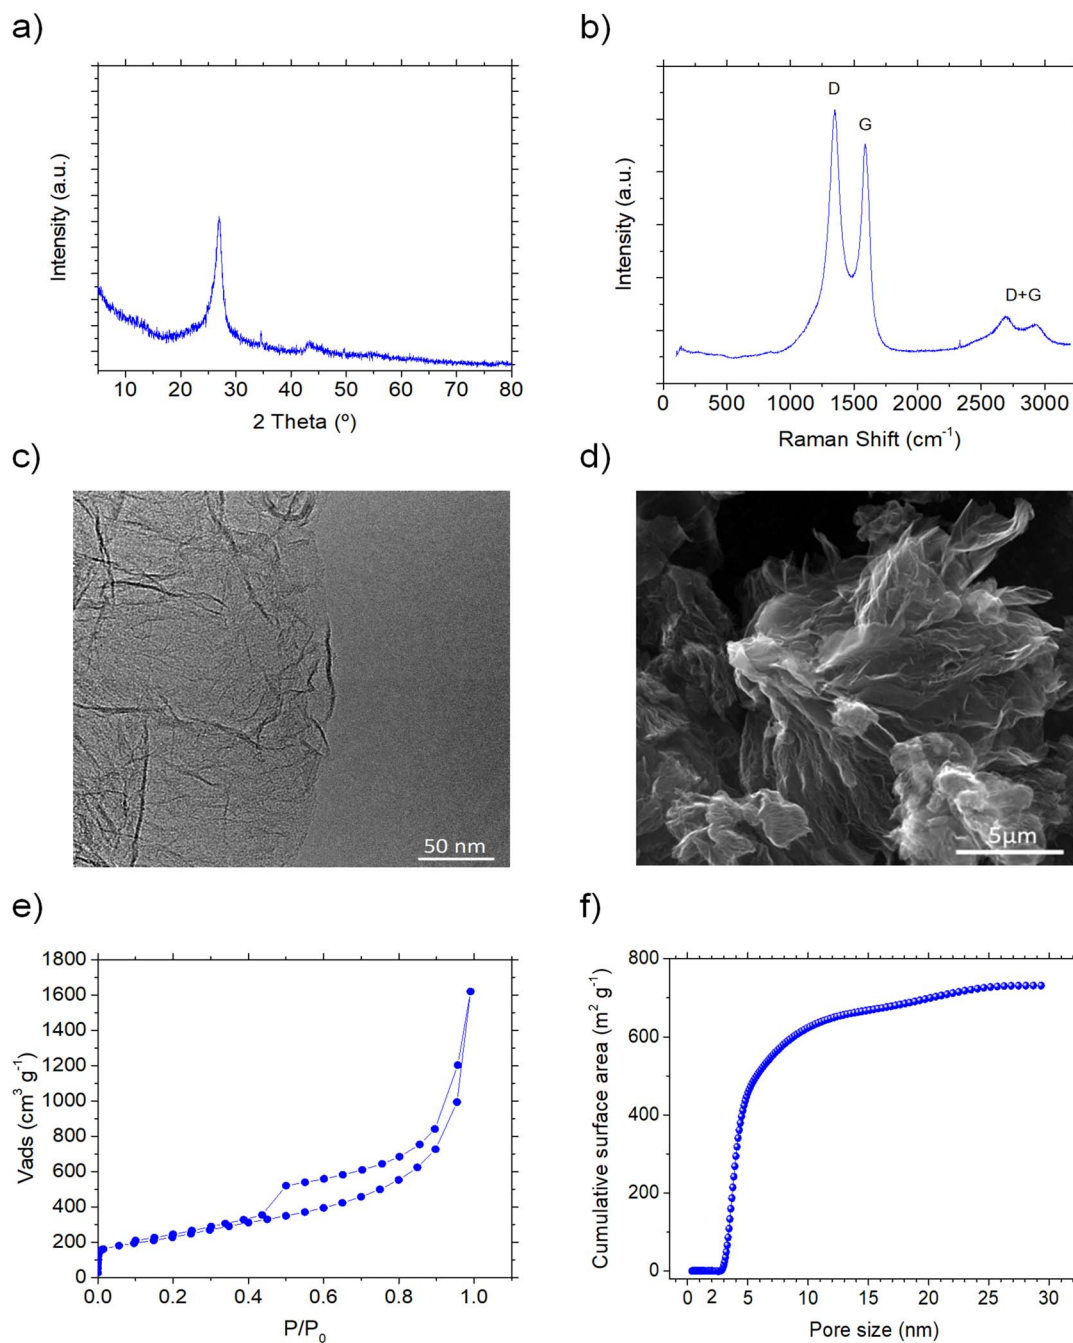 a)
b)
Intensity (a.u.)
10 20 30 40 50 60 70 80
2 Theta (º)
D
G
D+G
Intensity (a.u.)
0 500 1000 1500 2000 2500 3000
Raman Shift (cm⁻¹)
c)
d)
50 nm
5µm
e)
f)
1800
1600
1400
1200
1000
800
600
400
200
0
Vads (cm³ g⁻¹)
0.0 0.2 0.4 0.6 0.8 1.0
P/P₀
800
600
400
200
0
Cumulative surface area (m² g⁻¹)
0 2 5 10 15 20 25 30
Pore size (nm)